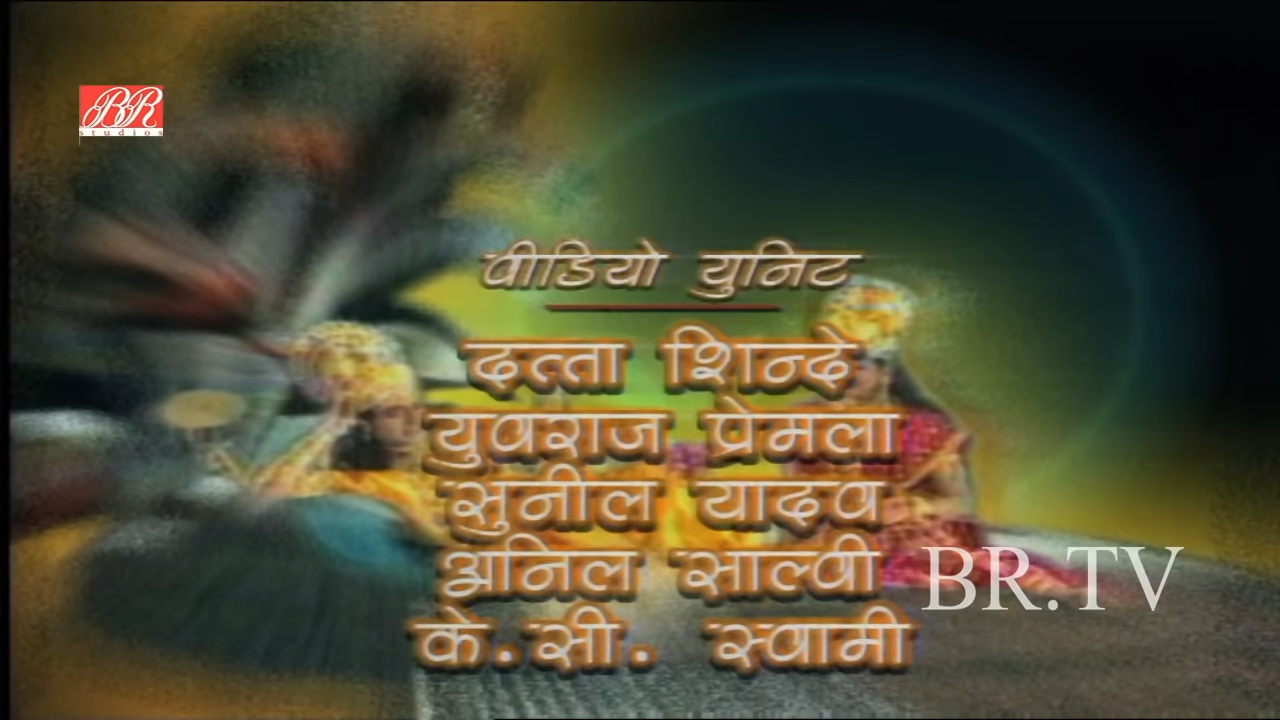 BR
studios
वीडियो युनिट
दत्ता शिन्दे
युवराज प्रेमला
सुनील यादव
अनिल साल्वी
के. सी. स्वामी
BR.TV